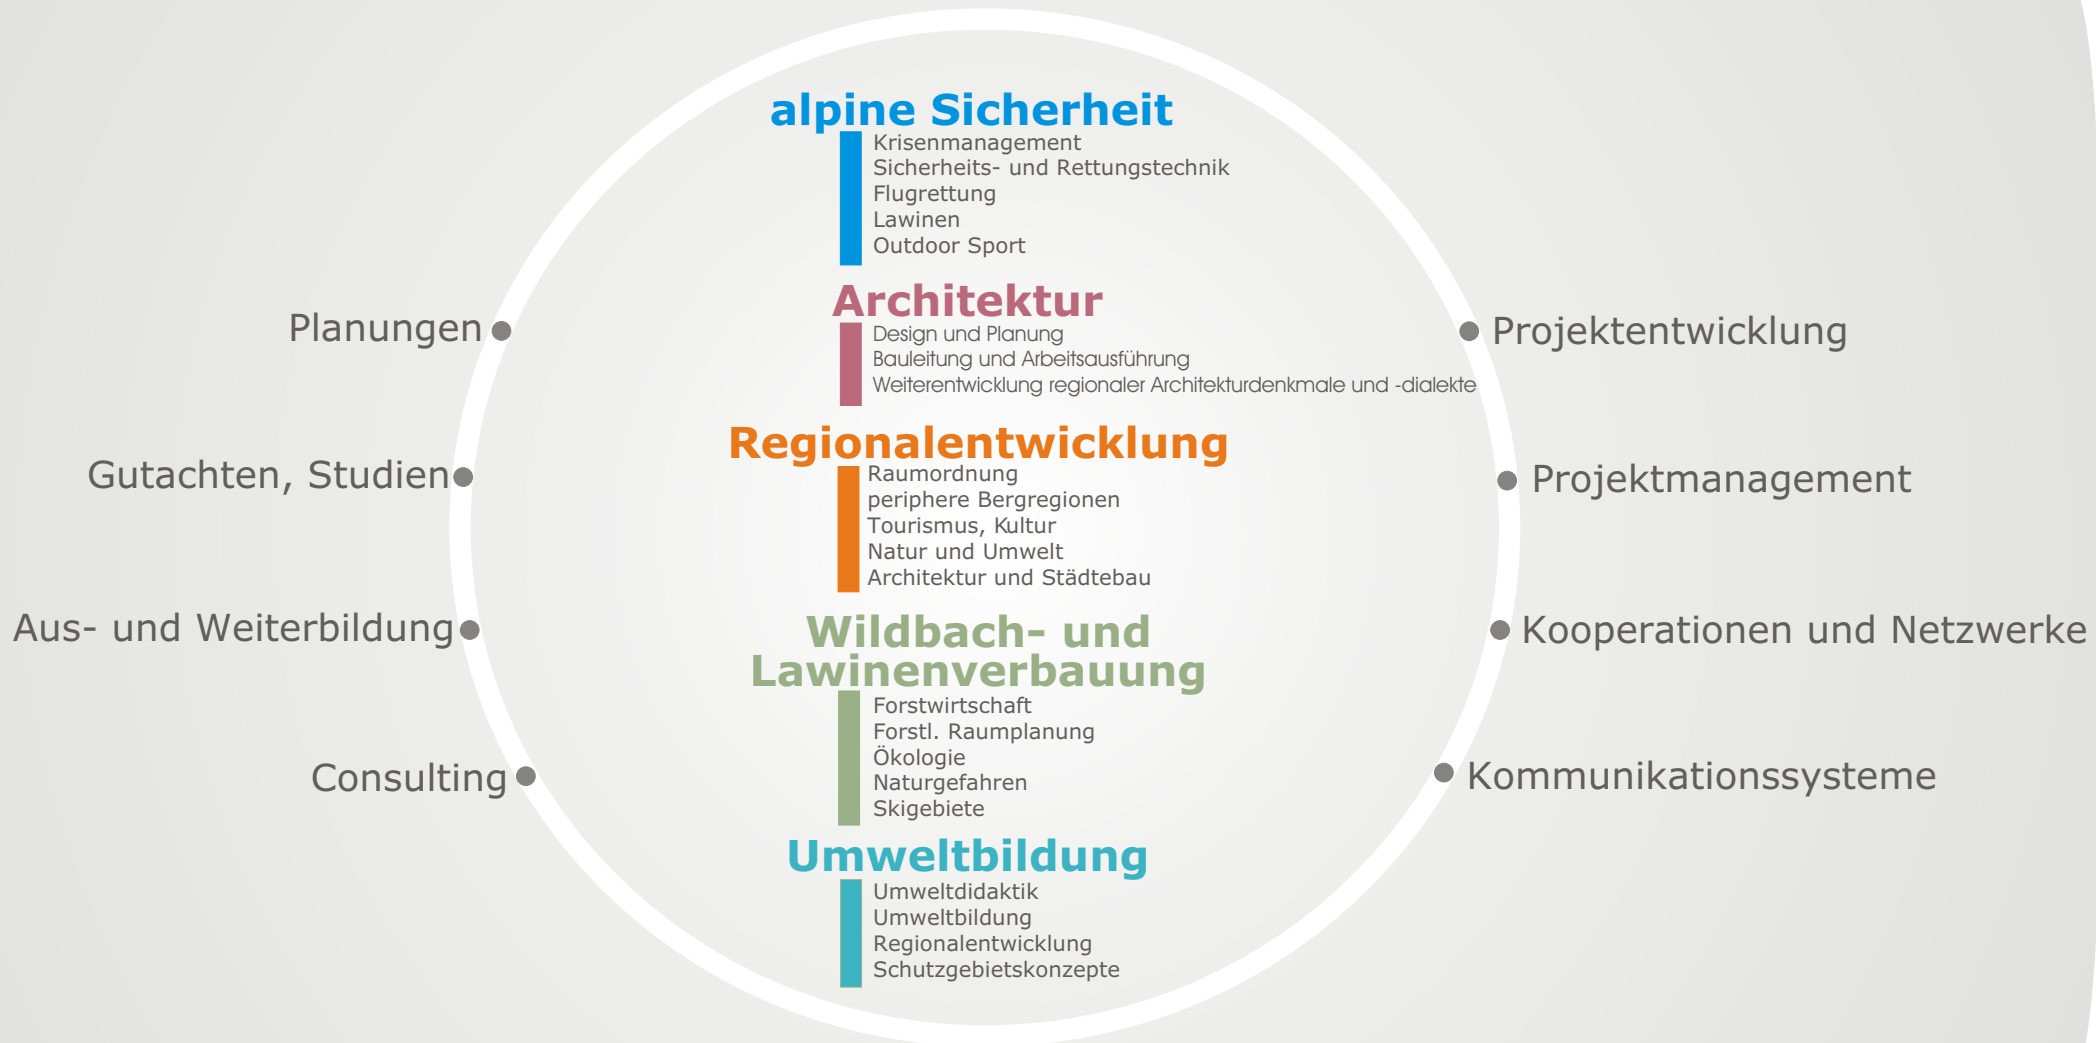 alpine Sicherheit
Krisenmanagement
Sicherheits- und Rettungstechnik
Flugrettung
Lawinen
Outdoor Sport
Architektur
Design und Planung
Bauleitung und Arbeitsausführung
Weiterentwicklung regionaler Architekturdenkmale und -dialekte
Regionalentwicklung
Raumordnung
periphere Bergregionen
Tourismus, Kultur
Natur und Umwelt
Architektur und Städtebau
Wildbach- und
Lawinenverbauung
Forstwirtschaft
Forstl. Raumplanung
Ökologie
Naturgefahren
Skigebiete
Umweltbildung
Umweltdidaktik
Umweltbildung
Regionalentwicklung
Schutzgebietskonzepte
Planungen
Gutachten, Studien
Aus- und Weiterbildung
Consulting
Projektentwicklung
Projektmanagement
Kooperationen und Netzwerke
Kommunikationssysteme